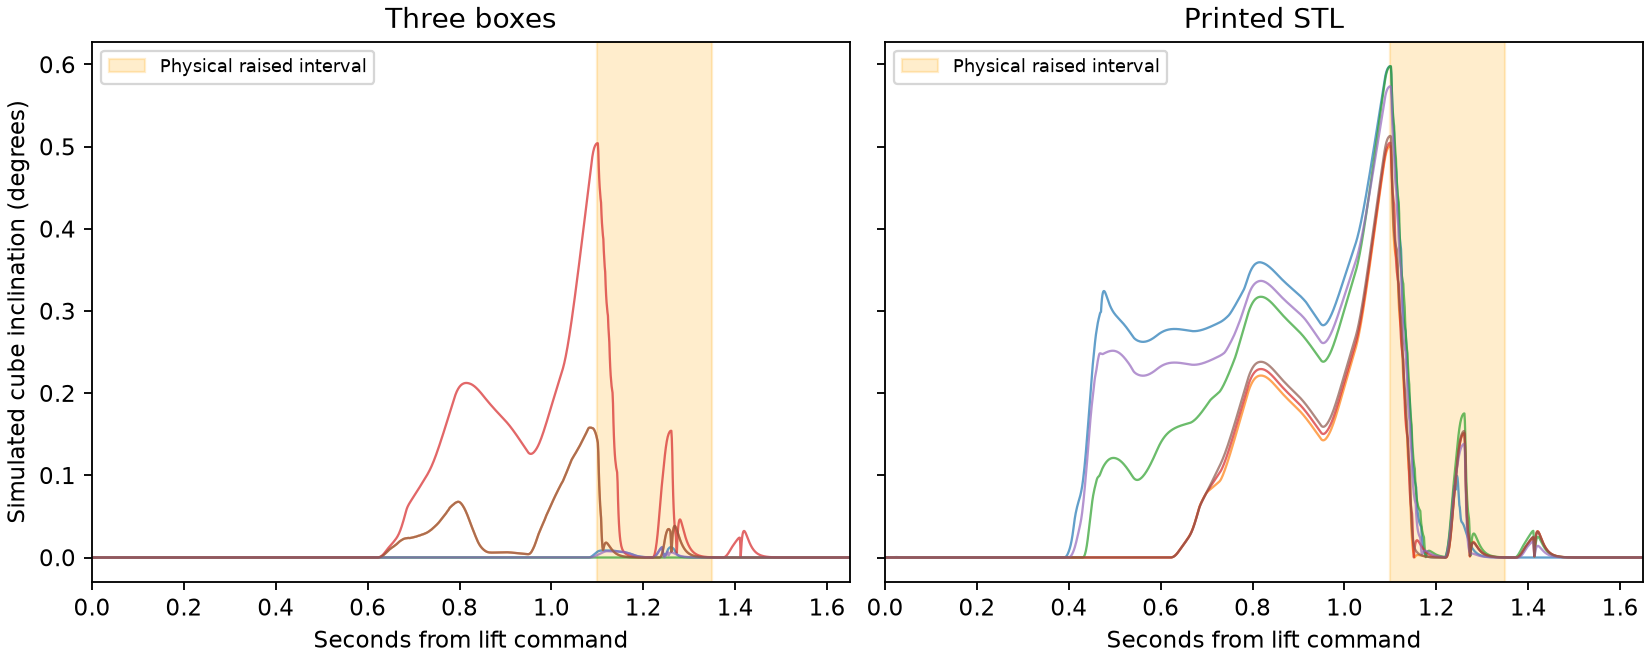 Three boxes
Printed STL
Physical raised interval
Physical raised interval
Simulated cube inclination (degrees)
0.6
0.5
0.4
0.3
0.2
0.1
0.0
0.0 0.2 0.4 0.6 0.8 1.0 1.2 1.4 1.6
0.0 0.2 0.4 0.6 0.8 1.0 1.2 1.4 1.6
Seconds from lift command
Seconds from lift command